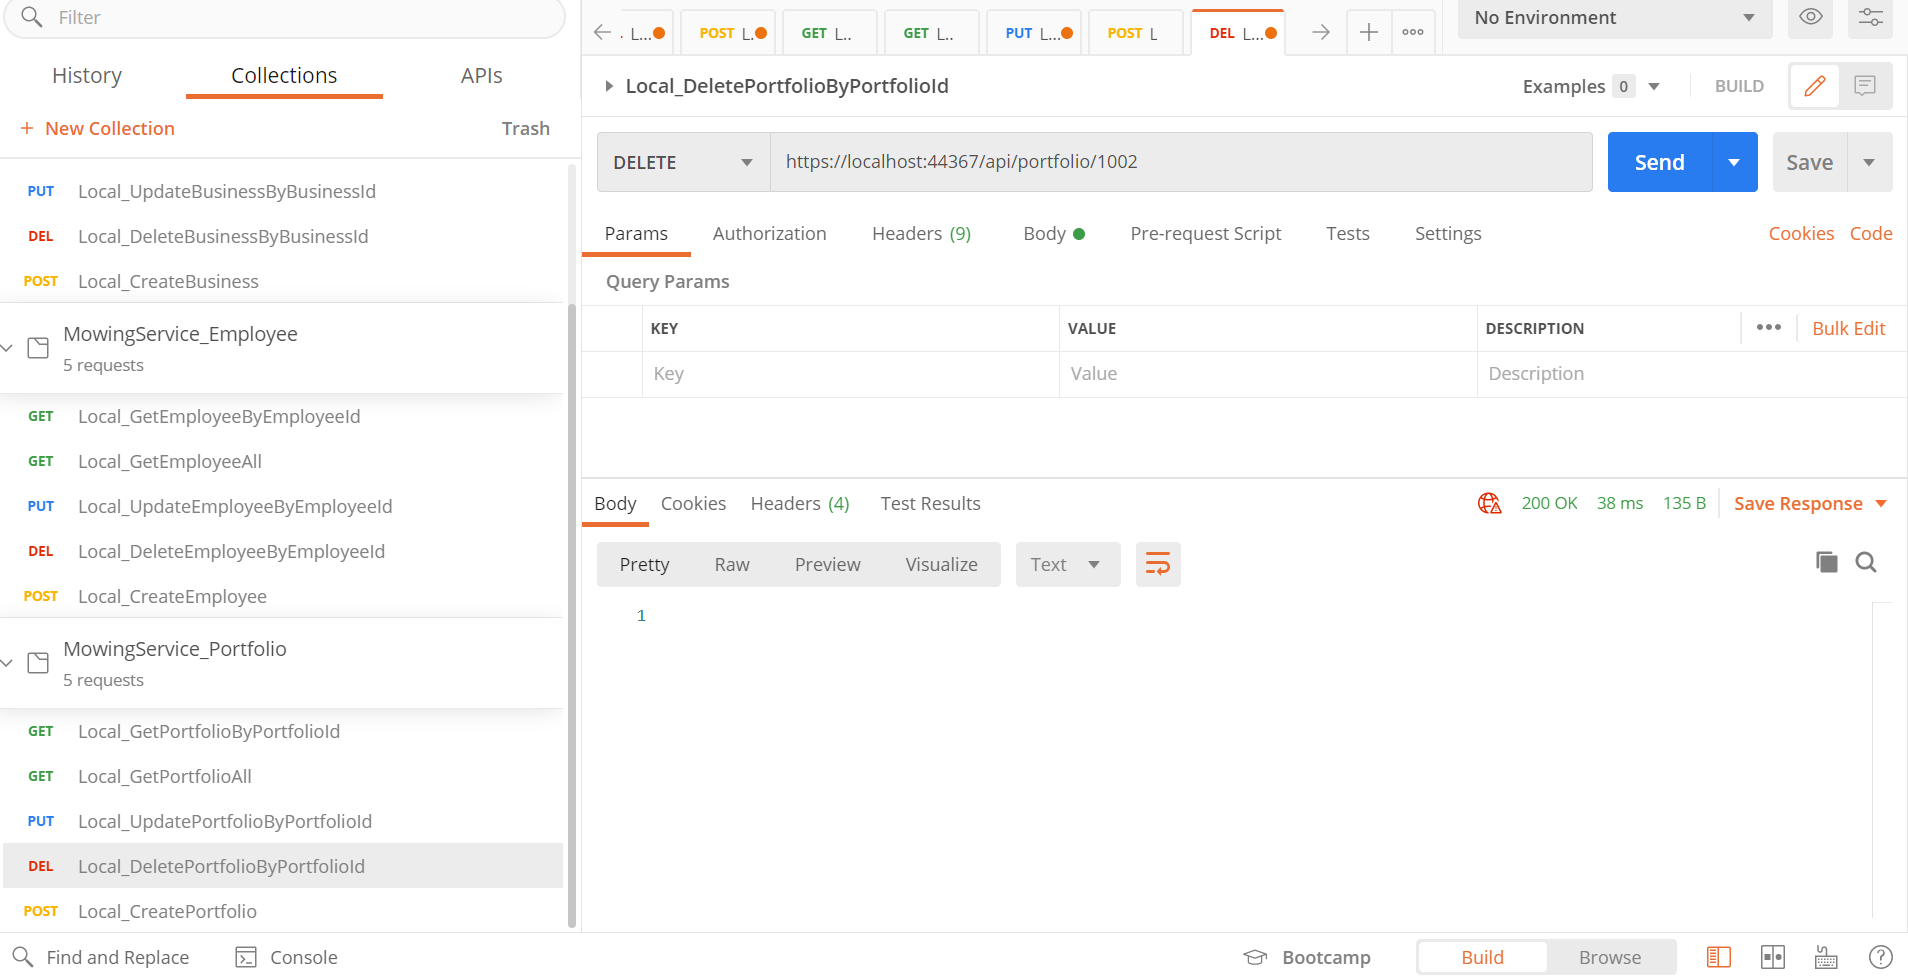 Filter
History Collections APIs
+ New Collection Trash
PUT Local_UpdateBusinessByBusinessId
DEL Local_DeleteBusinessByBusinessId
POST Local_CreateBusiness
MowingService_Employee
5 requests
GET Local_GetEmployeeByEmployeeId
GET Local_GetEmployeeAll
PUT Local_UpdateEmployeeByEmployeeId
DEL Local_DeleteEmployeeByEmployeeId
POST Local_CreateEmployee
MowingService_Portfolio
5 requests
GET Local_GetPortfolioByPortfolioId
GET Local_GetPortfolioAll
PUT Local_UpdatePortfolioByPortfolioId
DEL Local_DeletePortfolioByPortfolioId
POST Local_CreatePortfolio
L... POST L. GET L.. GET L.. PUT L... POST L DEL L...
No Environment
Local_DeletePortfolioByPortfolioId
Examples 0 BUILD
DELETE https://localhost:44367/api/portfolio/1002 Send Save
Params Authorization Headers (9) Body Pre-request Script Tests Settings Cookies Code
Query Params
KEY VALUE DESCRIPTION ••• Bulk Edit
Key Value Description
Body Cookies Headers (4) Test Results 200 OK 38 ms 135 B Save Response
Pretty Raw Preview Visualize Text
1
Find and Replace Console Bootcamp Build Browse